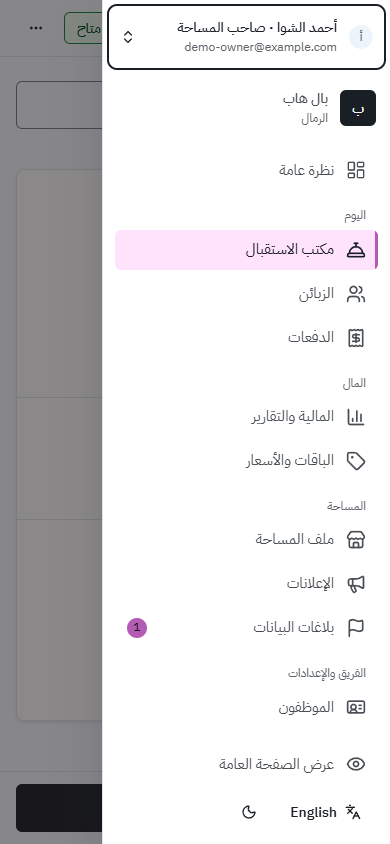 أحمد الشوا · صاحب المساحة
demo-owner@example.com
أ
متاح
بال هاب
الرمال
ب
نظرة عامة
اليوم
مكتب الاستقبال
الزبائن
الدفعات
المال
المالية والتقارير
الباقات والأسعار
المساحة
ملف المساحة
الإعلانات
بلاغات البيانات
1
الفريق والإعدادات
الموظفون
عرض الصفحة العامة
English